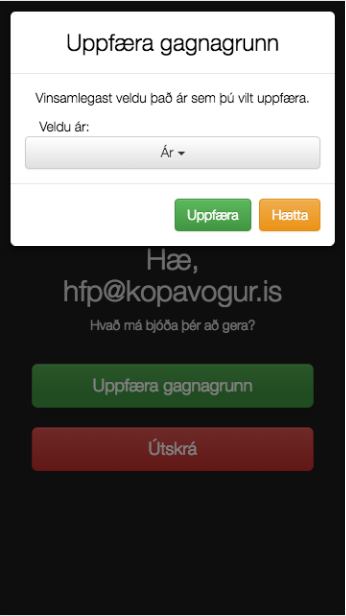 Uppfæra gagnagrunn
Vinsamlegast veldu það ár sem þú vilt uppfæra.
Veldu ár:
Ár
Uppfæra Hætta
Hæ,
hfp@kopavogur.is
Hvað má bjóða þér að gera?
Uppfæra gagnagrunn
Útskrá